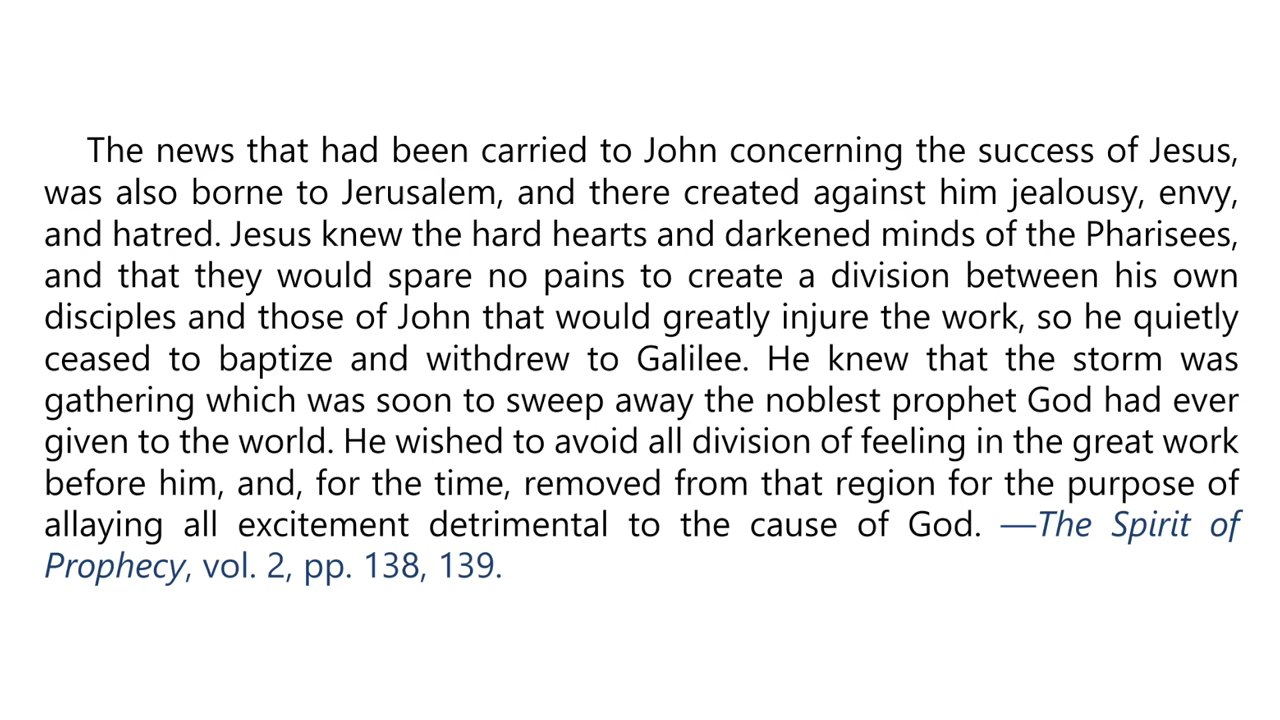 The news that had been carried to John concerning the success of Jesus,
was also borne to Jerusalem, and there created against him jealousy, envy,
and hatred. Jesus knew the hard hearts and darkened minds of the Pharisees,
and that they would spare no pains to create a division between his own
disciples and those of John that would greatly injure the work, so he quietly
ceased to baptize and withdrew to Galilee. He knew that the storm was
gathering which was soon to sweep away the noblest prophet God had ever
given to the world. He wished to avoid all division of feeling in the great work
before him, and, for the time, removed from that region for the purpose of
allaying all excitement detrimental to the cause of God. —The Spirit of
Prophecy, vol. 2, pp. 138, 139.